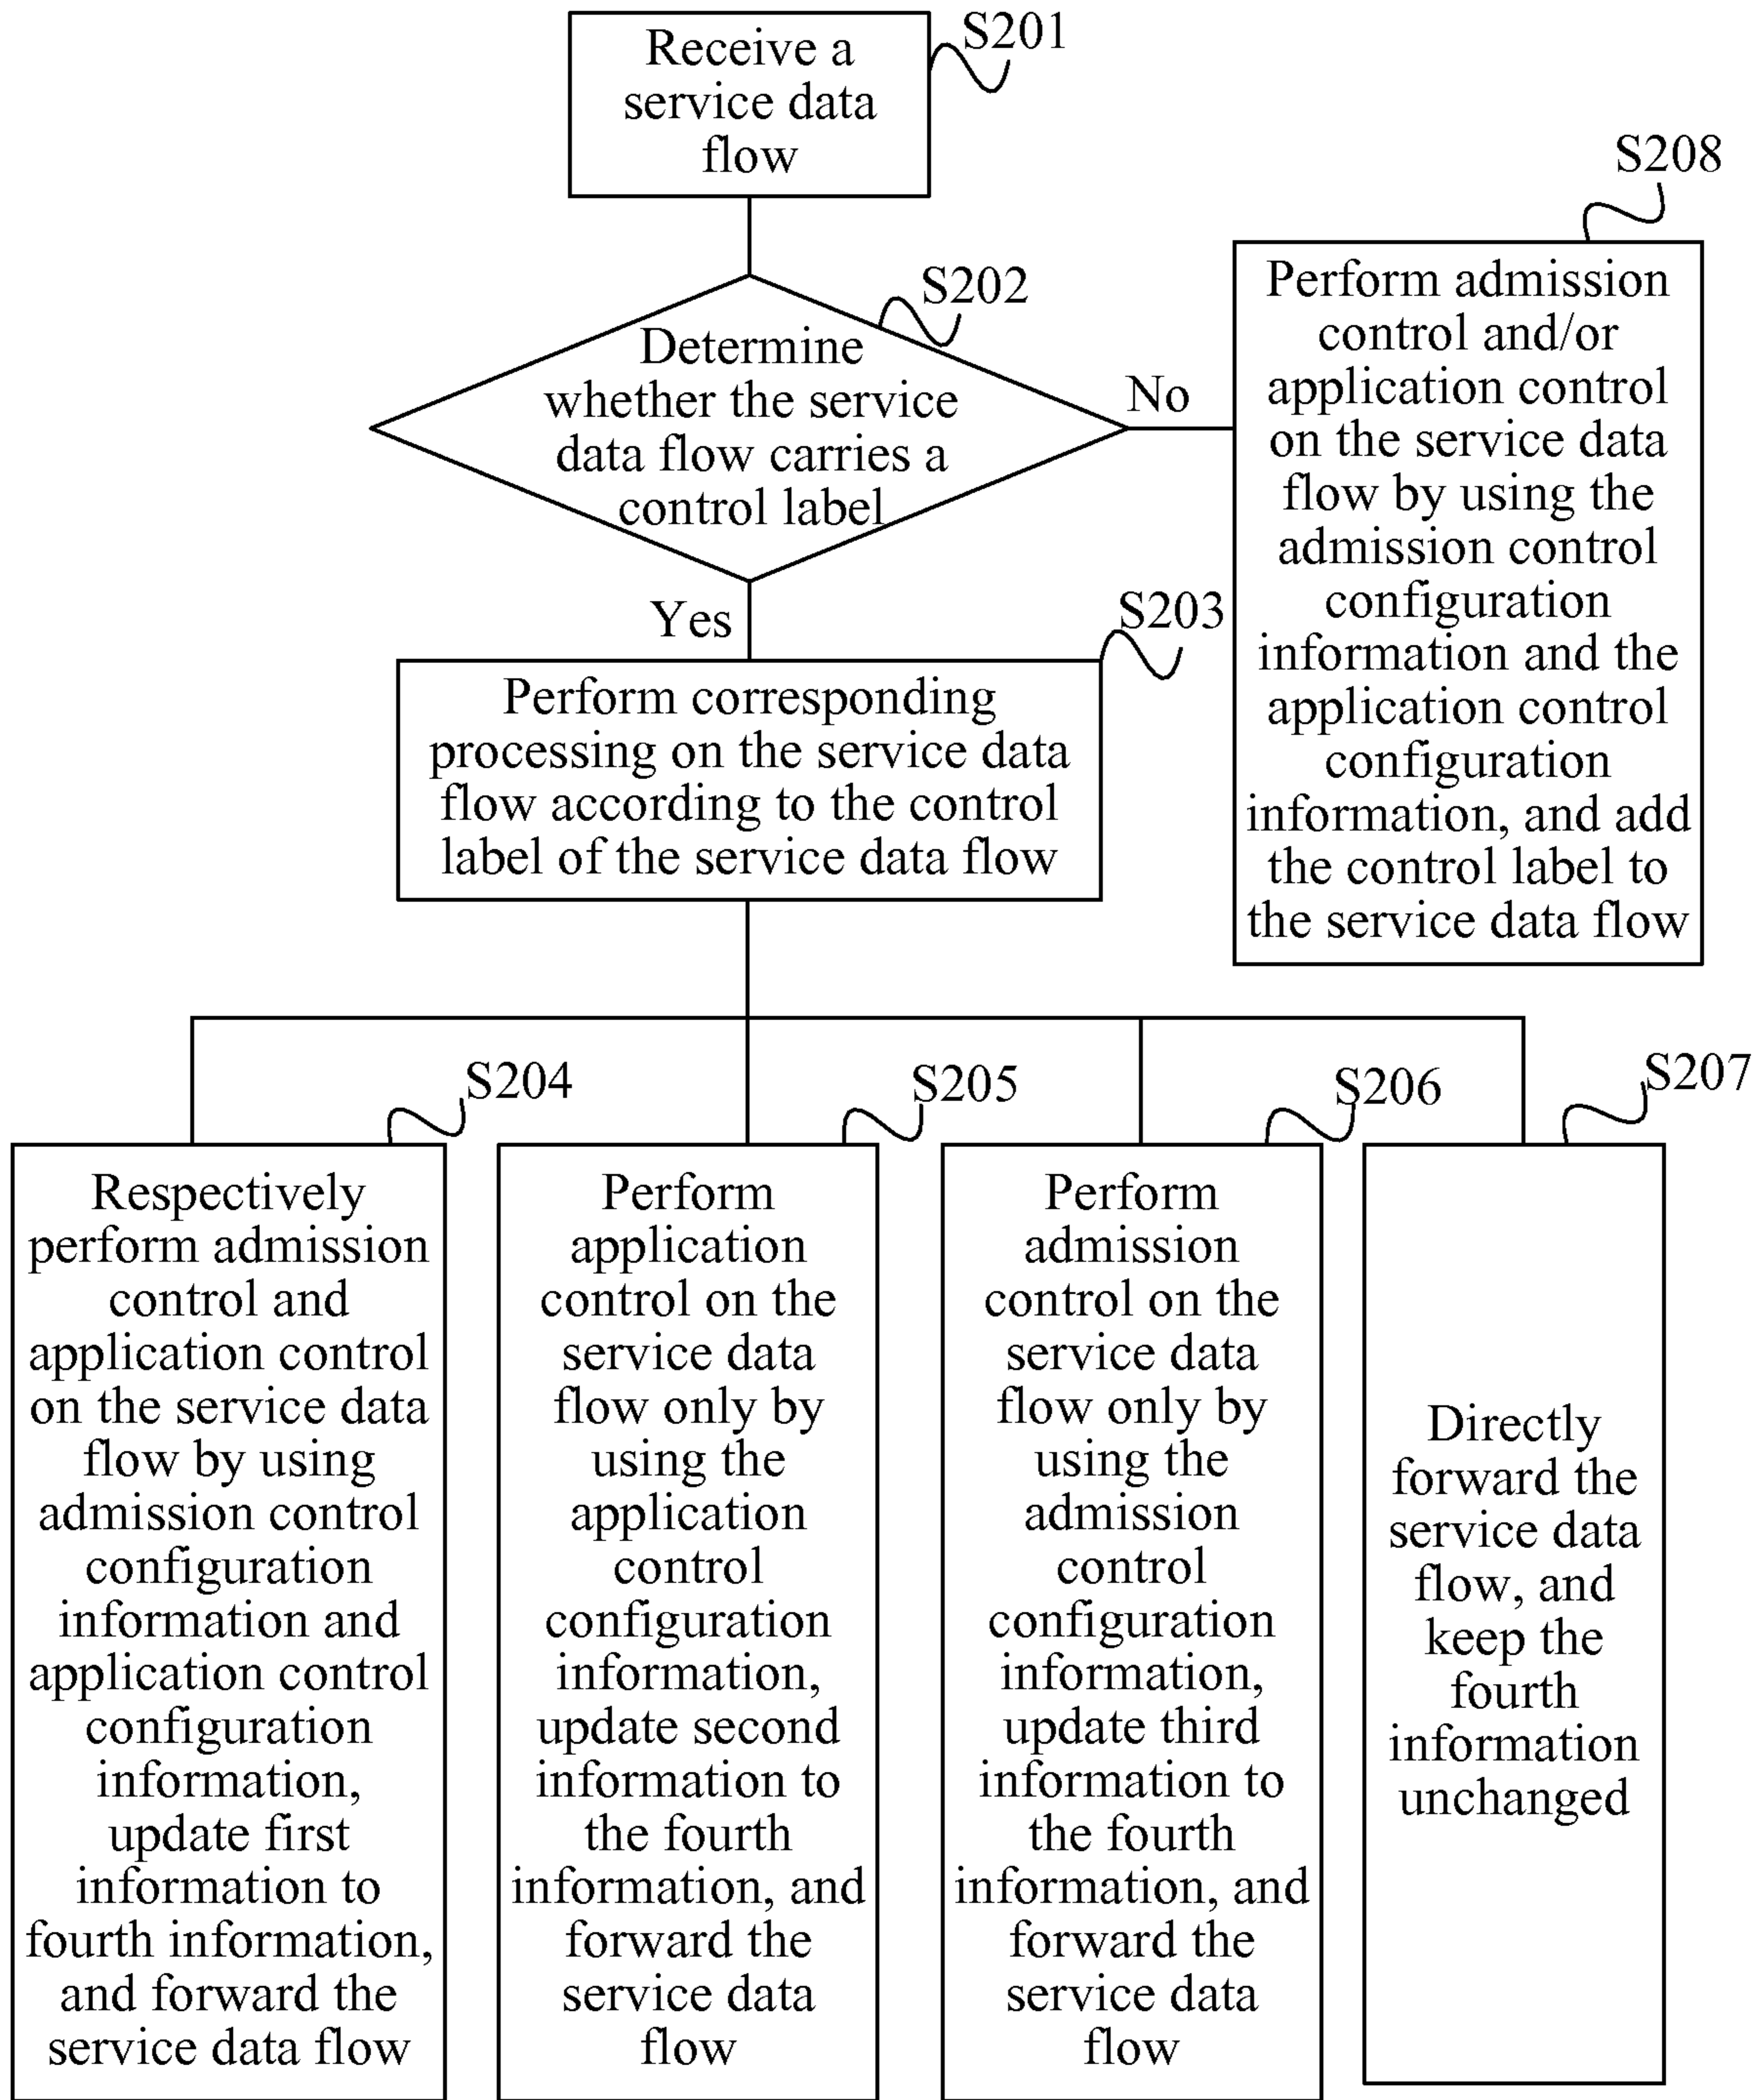 Receive a
service data
flow
S201
S202
Determine
whether the service
data flow carries a
control label
No
Yes
S208
Perform admission
control and/or
application control
on the service data
flow by using the
admission control
configuration
information and the
application control
configuration
information, and add
the control label to
the service data flow
S203
Perform corresponding
processing on the service data
flow according to the control
label of the service data flow
S204
Respectively
perform admission
control and
application control
on the service data
flow by using
admission control
configuration
information and
application control
configuration
information,
update first
information to
fourth information,
and forward the
service data flow
S205
Perform
application
control on the
service data
flow only by
using the
application
control
configuration
information,
update second
information to
the fourth
information, and
forward the
service data
flow
S206
Perform
admission
control on the
service data
flow only by
using the
admission
control
configuration
information,
update third
information to
the fourth
information, and
forward the
service data
flow
S207
Directly
forward the
service data
flow, and
keep the
fourth
information
unchanged